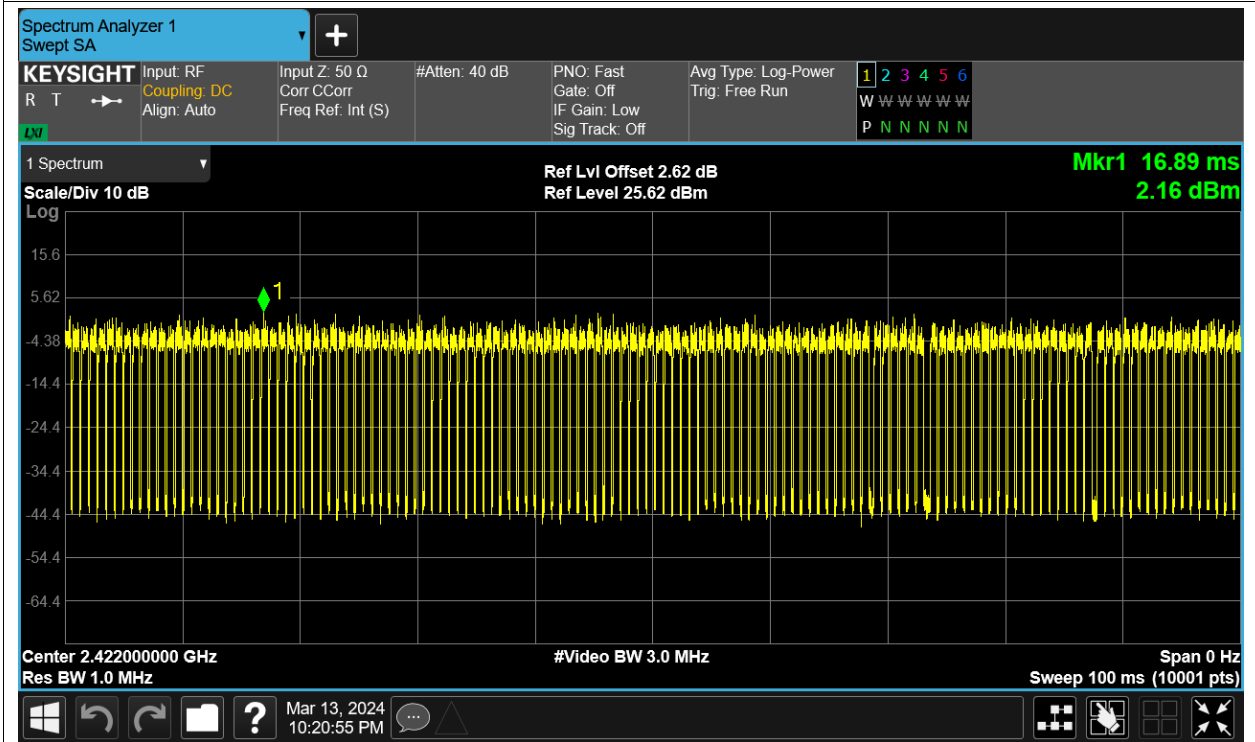 Spectrum Analyzer 1
Swept SA
+
KEYSIGHT
R T
LXI
Input: RF
Coupling: DC
Align: Auto
Input Z: 50 Ω
Corr CCorr
Freq Ref: Int (S)
#Atten: 40 dB
PNO: Fast
Gate: Off
IF Gain: Low
Sig Track: Off
Avg Type: Log-Power
Trig: Free Run
1 2 3 4 5 6
W W W W W W
P N N N N N
1 Spectrum
Scale/Div 10 dB
Log
Ref Lvl Offset 2.62 dB
Ref Level 25.62 dBm
Mkr1 16.89 ms
2.16 dBm
15.6
5.62
1
-4.38
-14.4
-24.4
-34.4
-44.4
-54.4
-64.4
Center 2.422000000 GHz
Res BW 1.0 MHz
#Video BW 3.0 MHz
Span 0 Hz
Sweep 100 ms (10001 pts)
?
Mar 13, 2024
10:20:55 PM